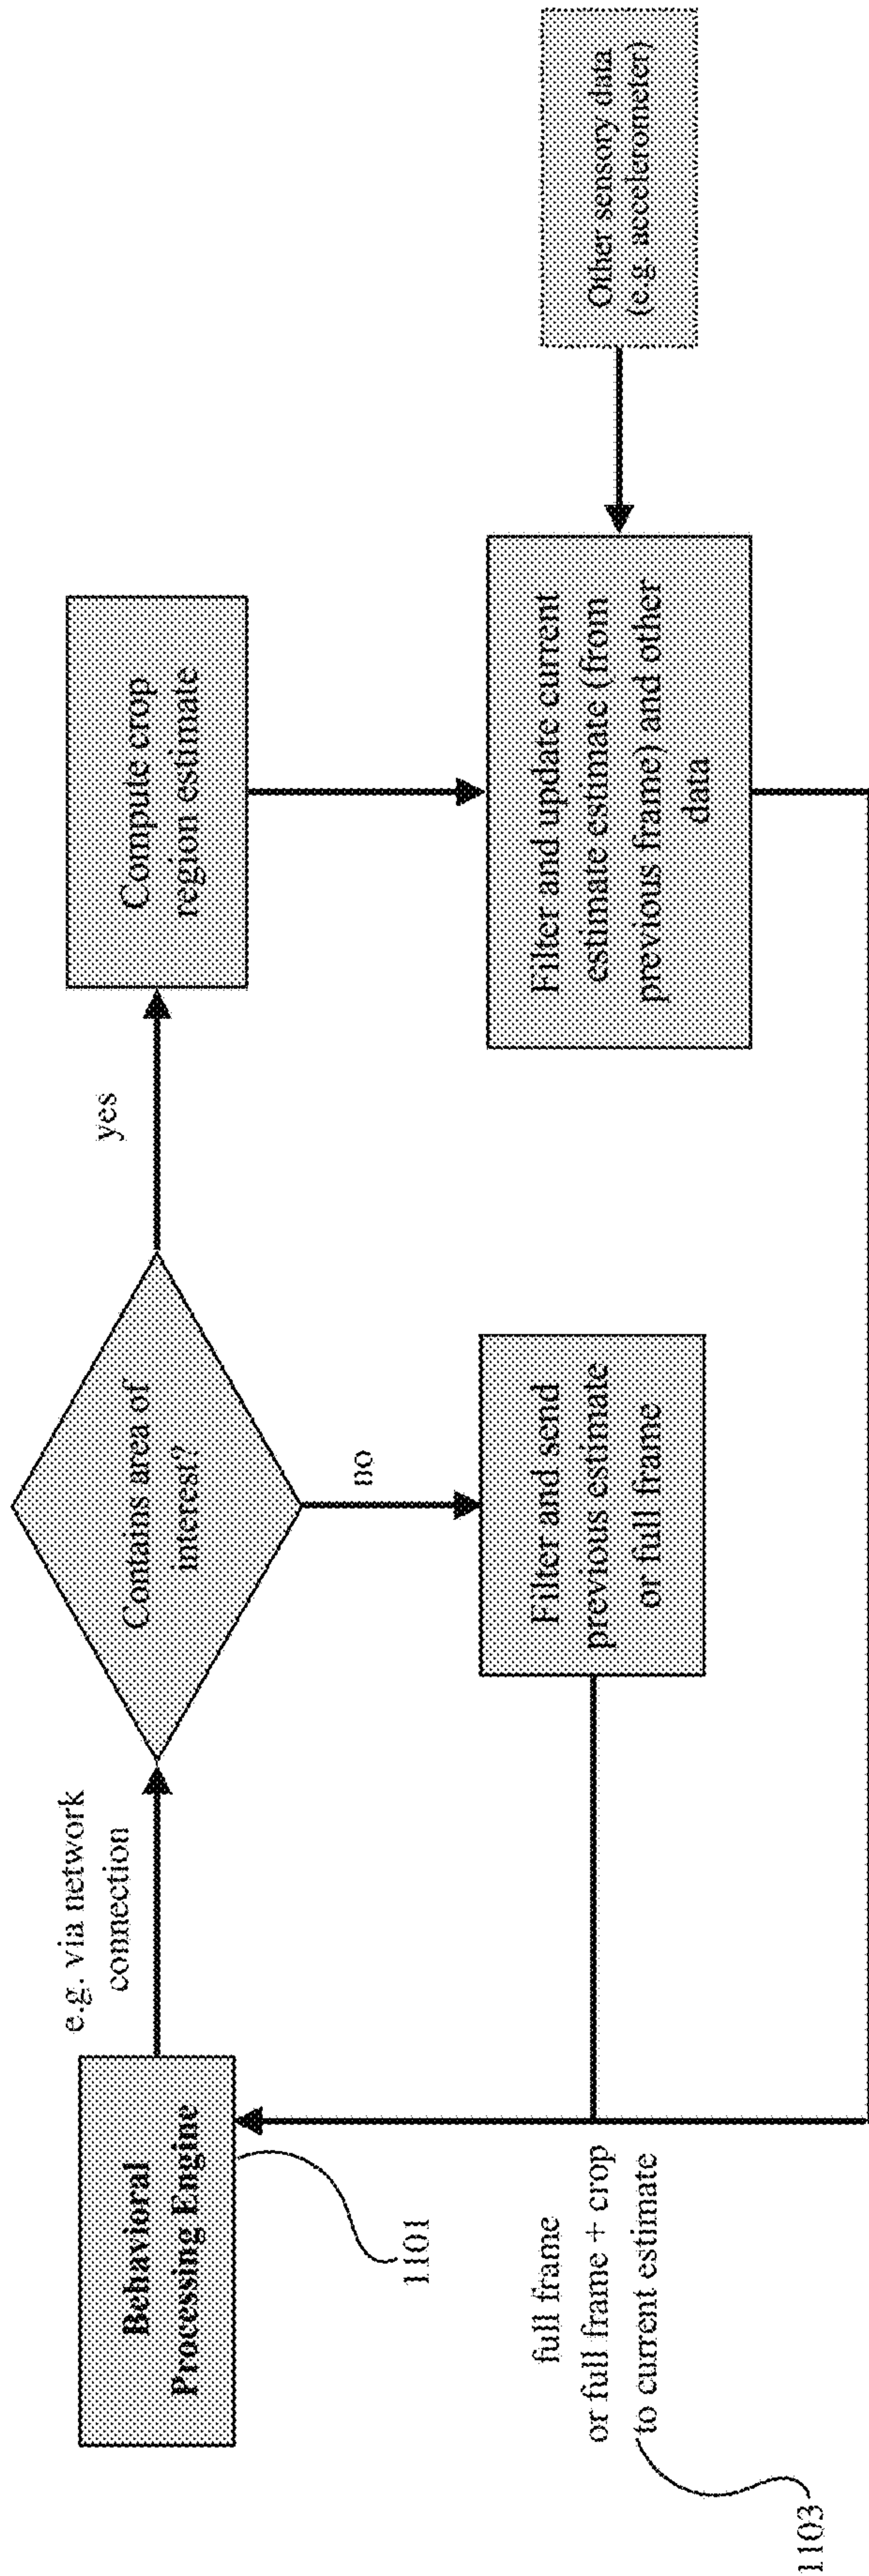 Behavioral
Processing Engine
1101
e.g. via network
connection
Contains area of
interest?
yes
Compute crop
region estimate
no
Filter and send
previous estimate
or full frame
Filter and update current
estimate estimate (from
previous frame) and other
data
Other sensory data
(e.g. accelerometer)
full frame
or full frame + crop
to current estimate
1103